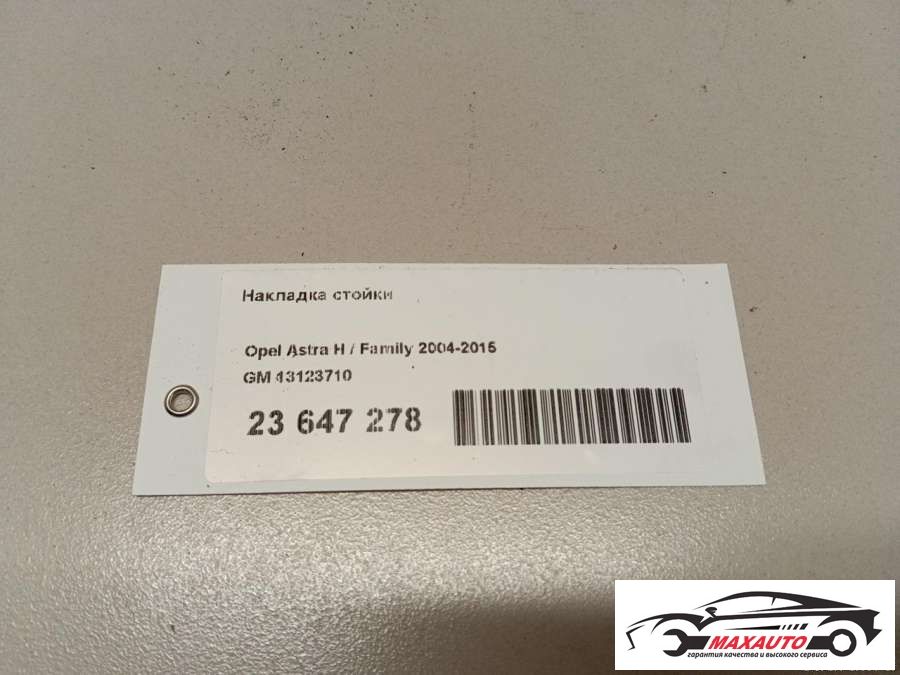 Накладка стойки
Opel Astra H / Family 2004-2015
GM 13123710
23 647 278
MAXAUTO
гарантия качества и высокого сервиса